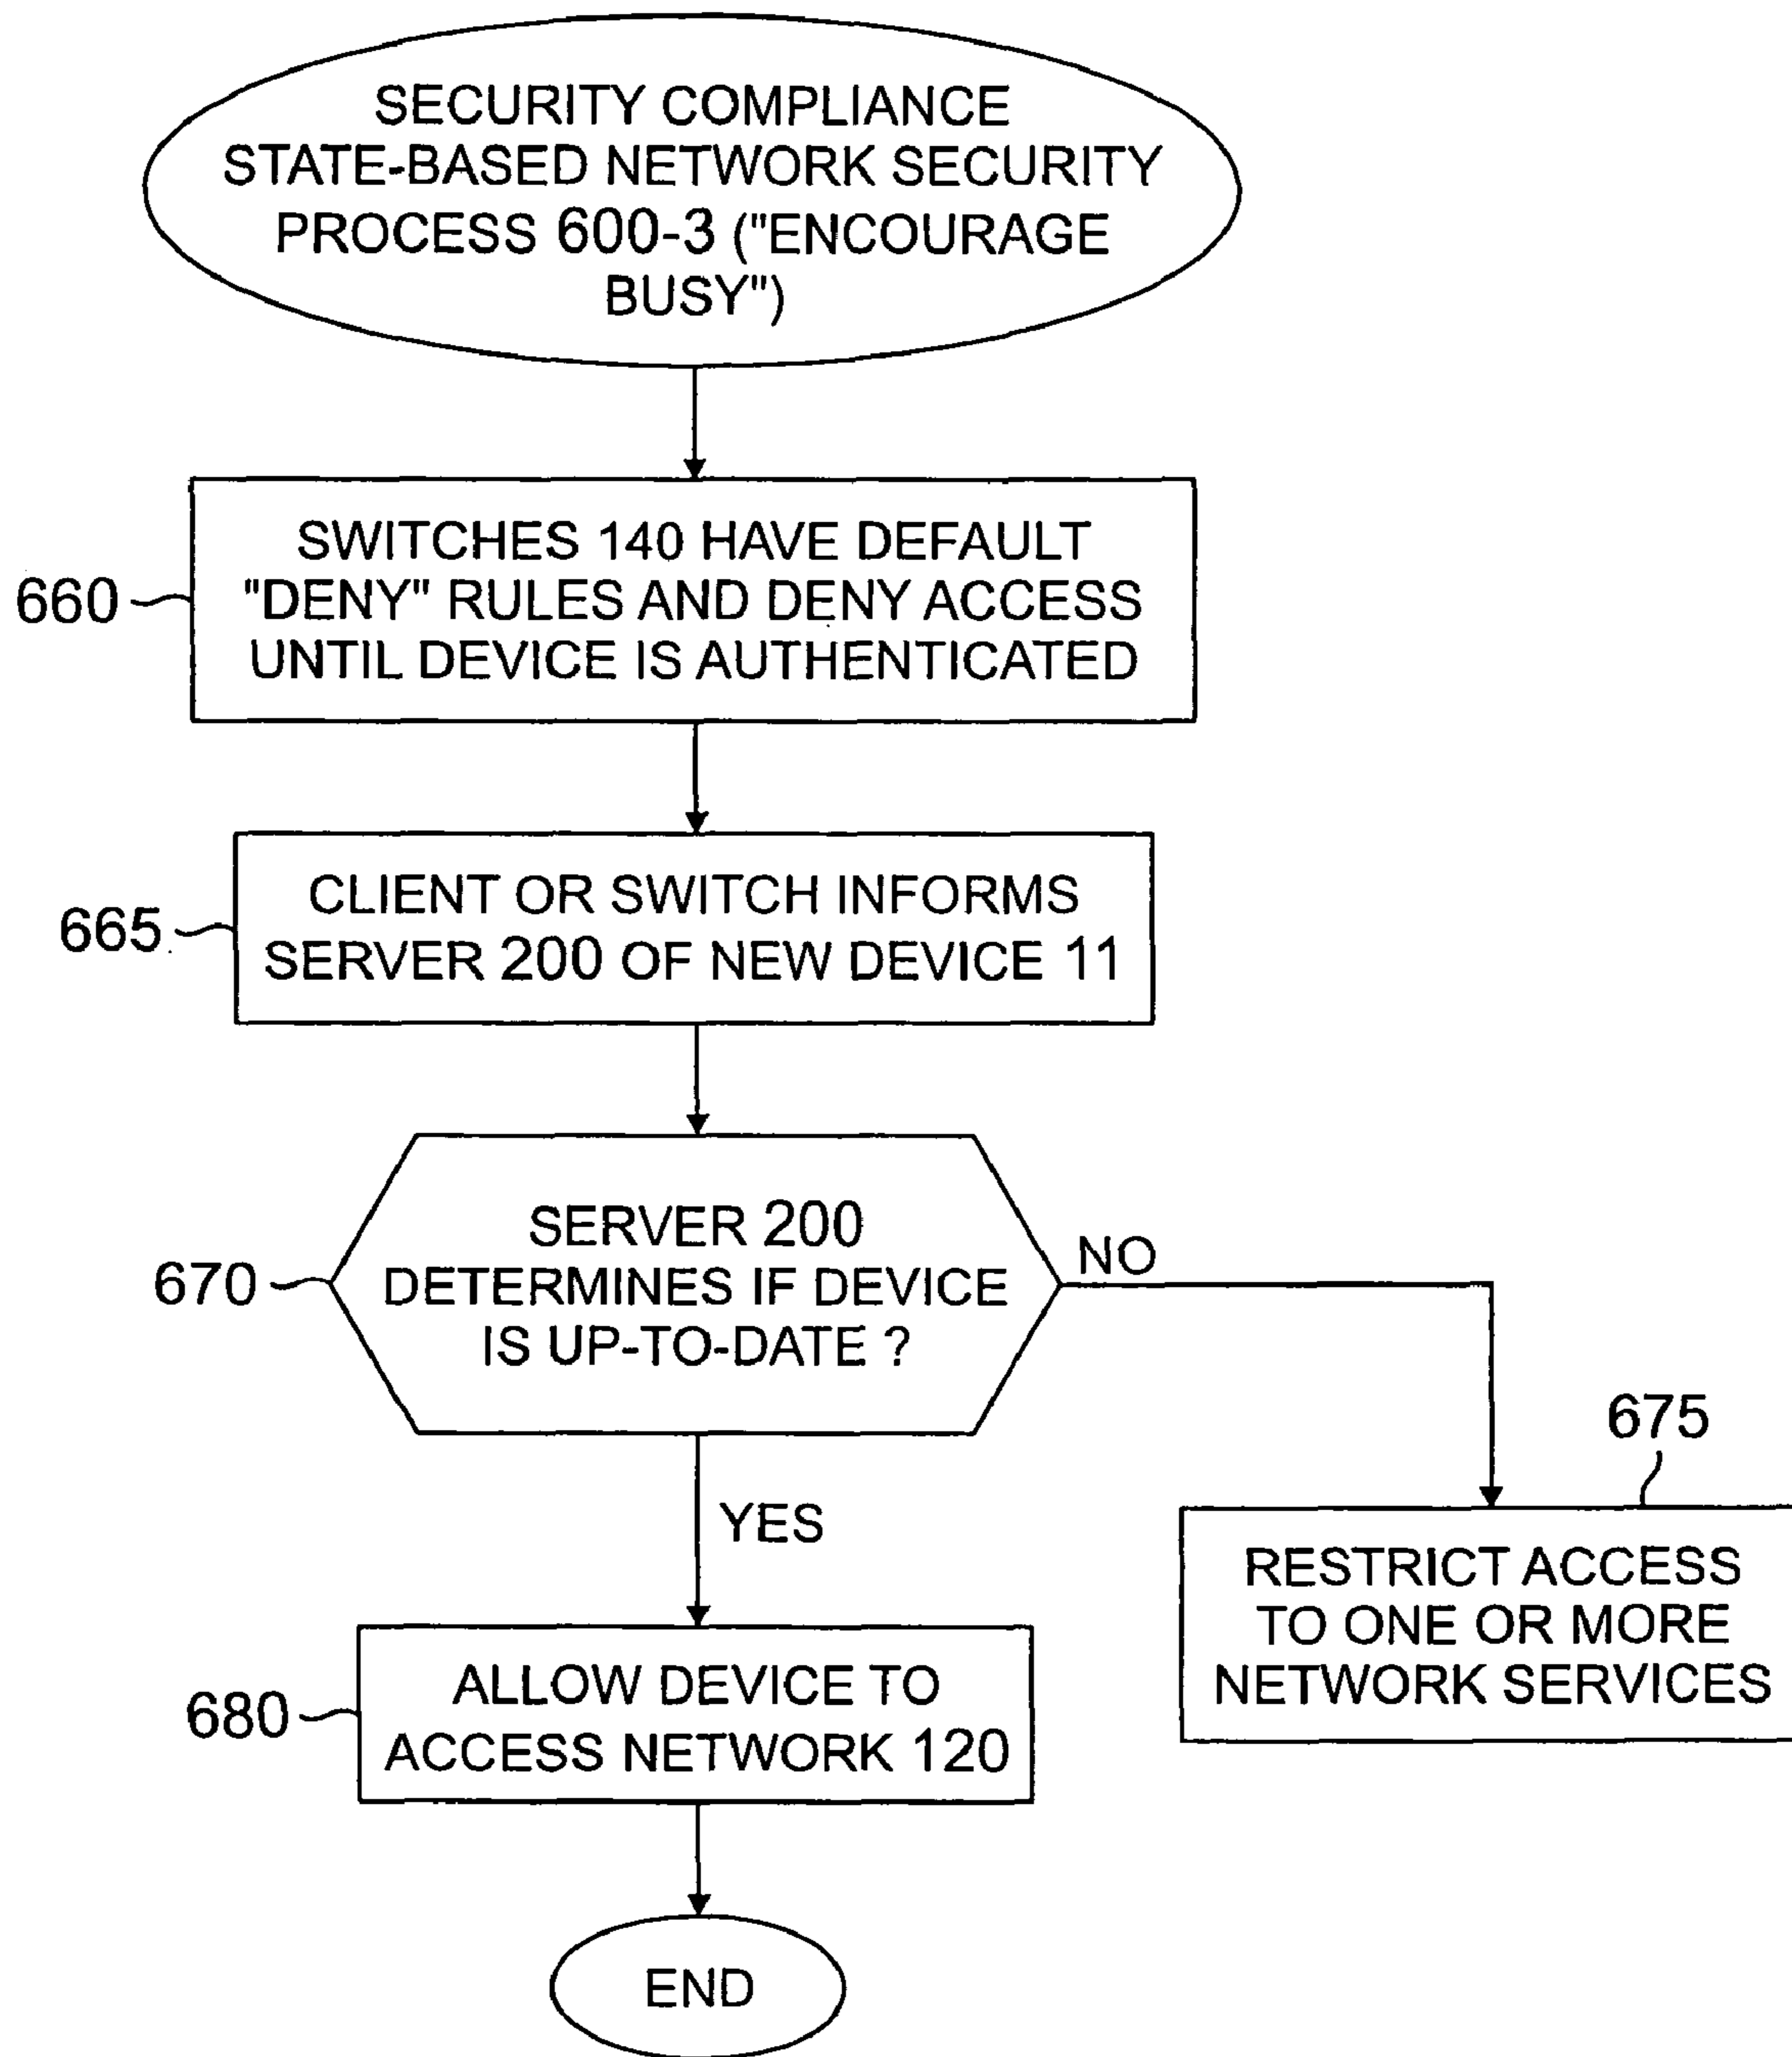 SECURITY COMPLIANCE
STATE-BASED NETWORK SECURITY
PROCESS 600-3 ("ENCOURAGE
BUSY")
660
SWITCHES 140 HAVE DEFAULT
"DENY" RULES AND DENY ACCESS
UNTIL DEVICE IS AUTHENTICATED
665
CLIENT OR SWITCH INFORMS
SERVER 200 OF NEW DEVICE 11
670
SERVER 200
DETERMINES IF DEVICE
IS UP-TO-DATE ?
NO
YES
675
RESTRICT ACCESS
TO ONE OR MORE
NETWORK SERVICES
680
ALLOW DEVICE TO
ACCESS NETWORK 120
END